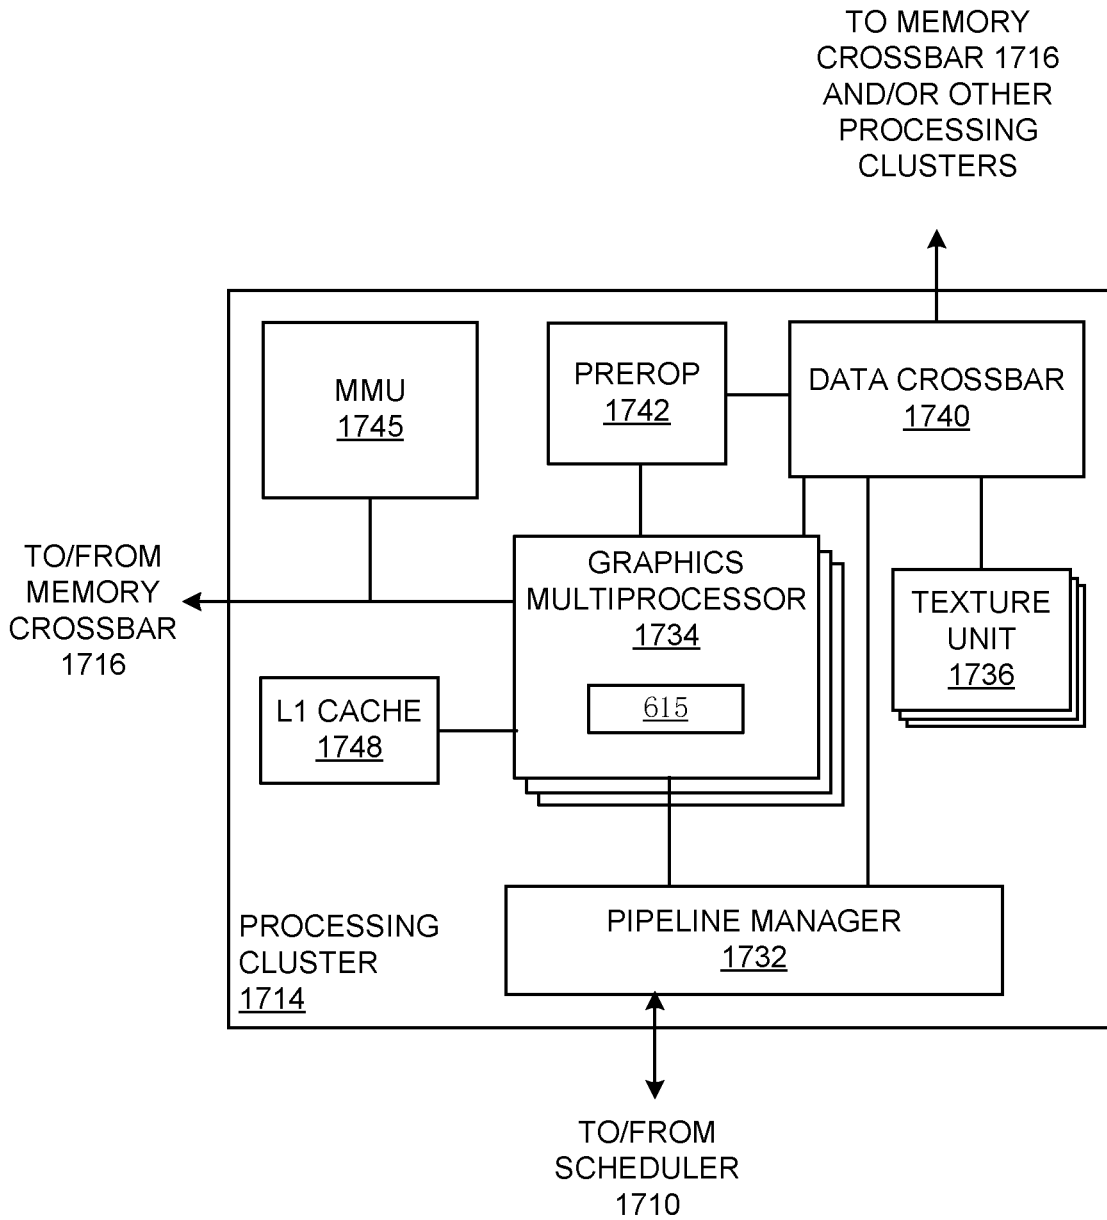 TO MEMORY
CROSSBAR 1716
AND/OR OTHER
PROCESSING
CLUSTERS
MMU
1745
PREROP
1742
DATA CROSSBAR
1740
TO/FROM
MEMORY
CROSSBAR
1716
GRAPHICS
MULTIPROCESSOR
1734
615
TEXTURE
UNIT
1736
L1 CACHE
1748
PROCESSING
CLUSTER
1714
PIPELINE MANAGER
1732
TO/FROM
SCHEDULER
1710